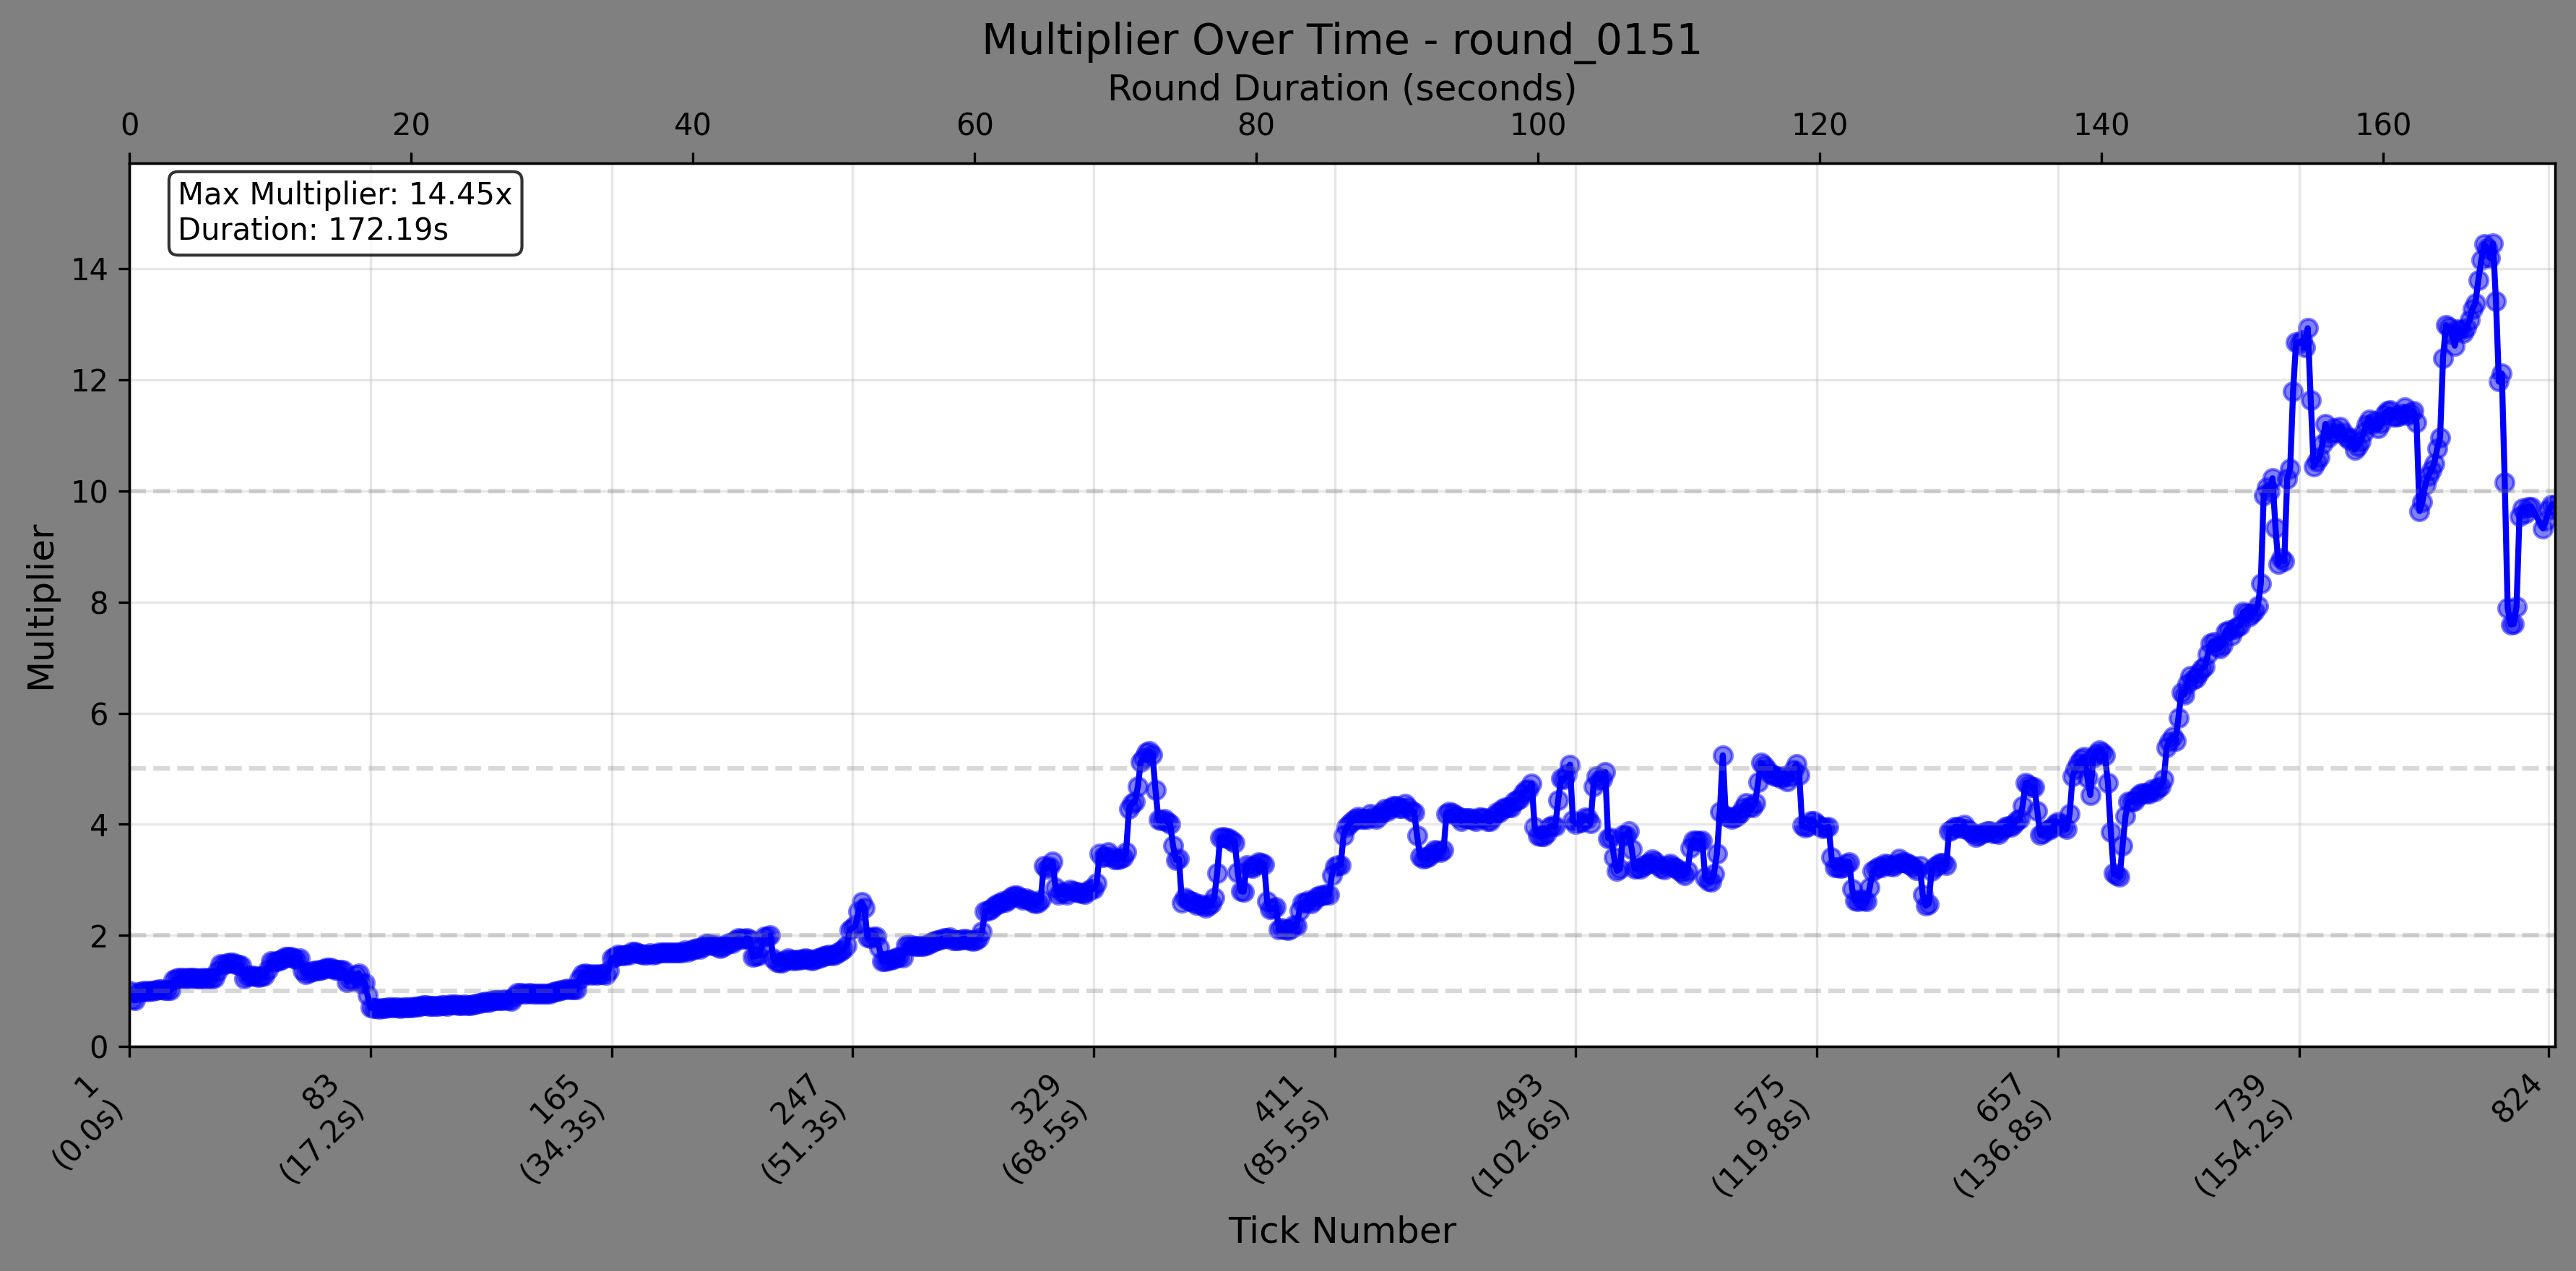 Multiplier Over Time - round_0151
Round Duration (seconds)
0 20 40 60 80 100 120 140 160
Max Multiplier: 14.45x
Duration: 172.19s
14
12
10
8
6
4
2
0
Multiplier
1
(0.0s)
83
(17.2s)
165
(34.3s)
247
(51.3s)
329
(68.5s)
411
(85.5s)
493
(102.6s)
575
(119.8s)
657
(136.8s)
739
(154.2s)
824
Tick Number